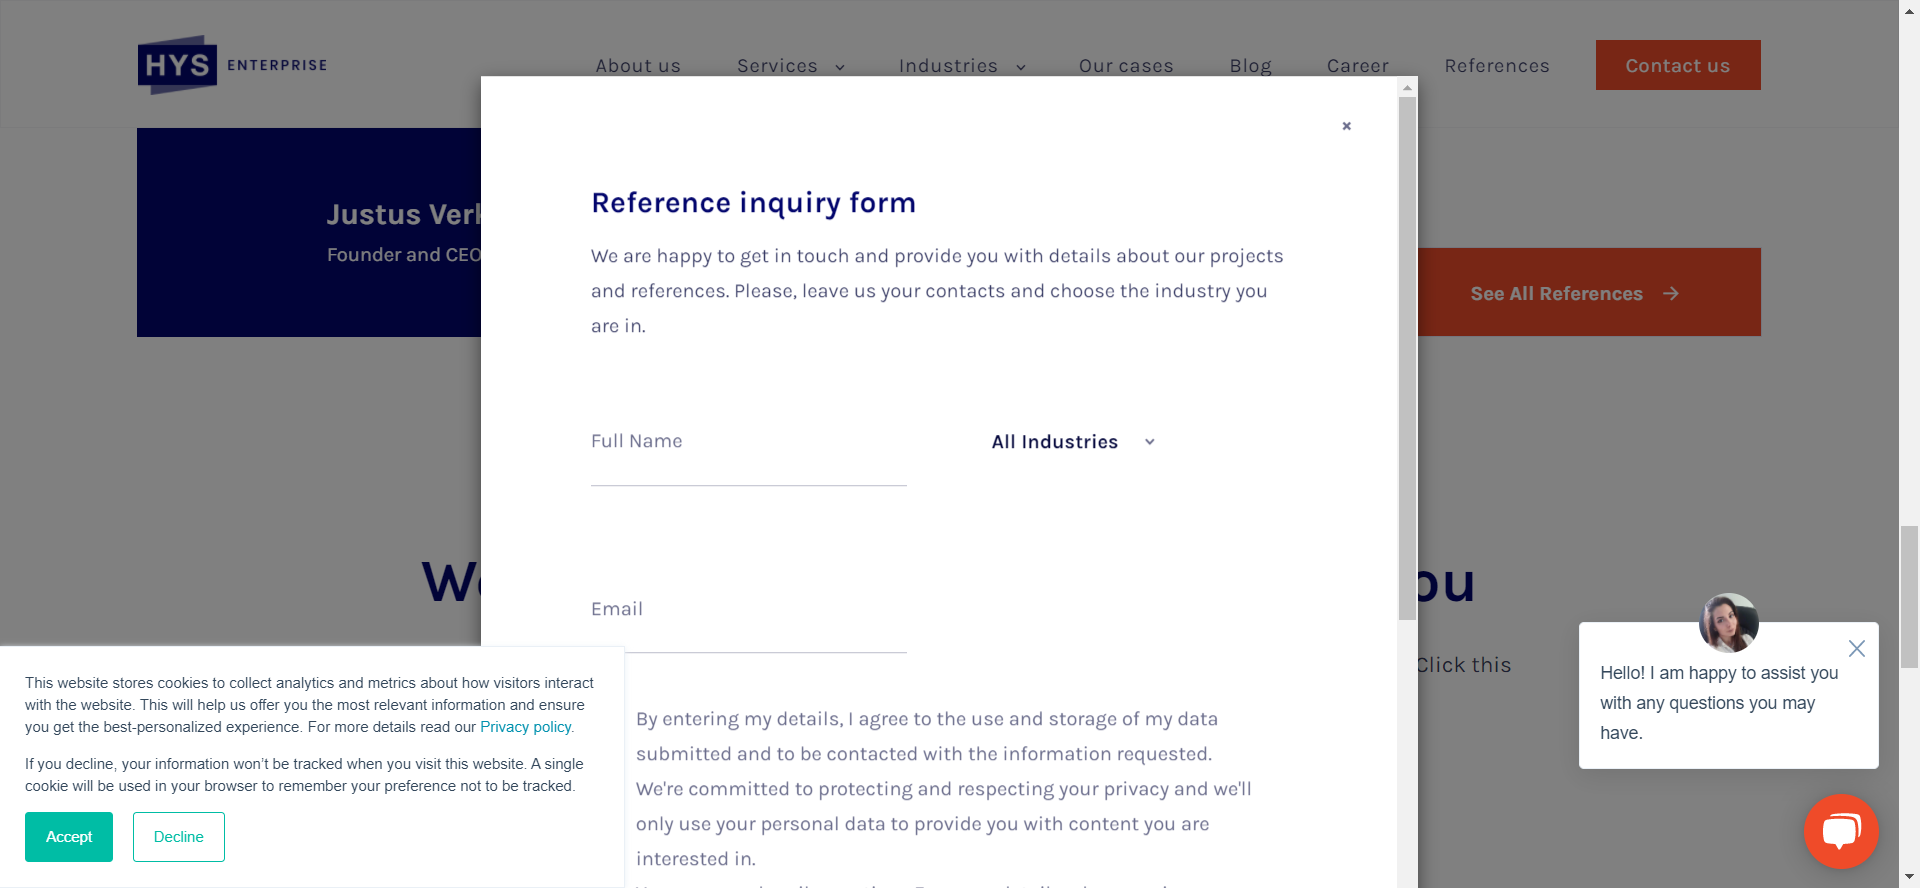 HYS ENTERPRISE
About us Services Industries Our cases Blog Career References Contact us
Justus
Founder and CEO
See All References
Reference inquiry form
We are happy to get in touch and provide you with details about our projects
and references. Please, leave us your contacts and choose the industry you
are in.
Full Name
All Industries
Email
By entering my details, I agree to the use and storage of my data
submitted and to be contacted with the information requested.
We're committed to protecting and respecting your privacy and we'll
only use your personal data to provide you with content you are
interested in.
Click this
This website stores cookies to collect analytics and metrics about how visitors interact
with the website. This will help us offer you the most relevant information and ensure
you get the best-personalized experience. For more details read our Privacy policy.
If you decline, your information won’t be tracked when you visit this website. A single
cookie will be used in your browser to remember your preference not to be tracked.
Accept
Decline
Hello! I am happy to assist you
with any questions you may
have.